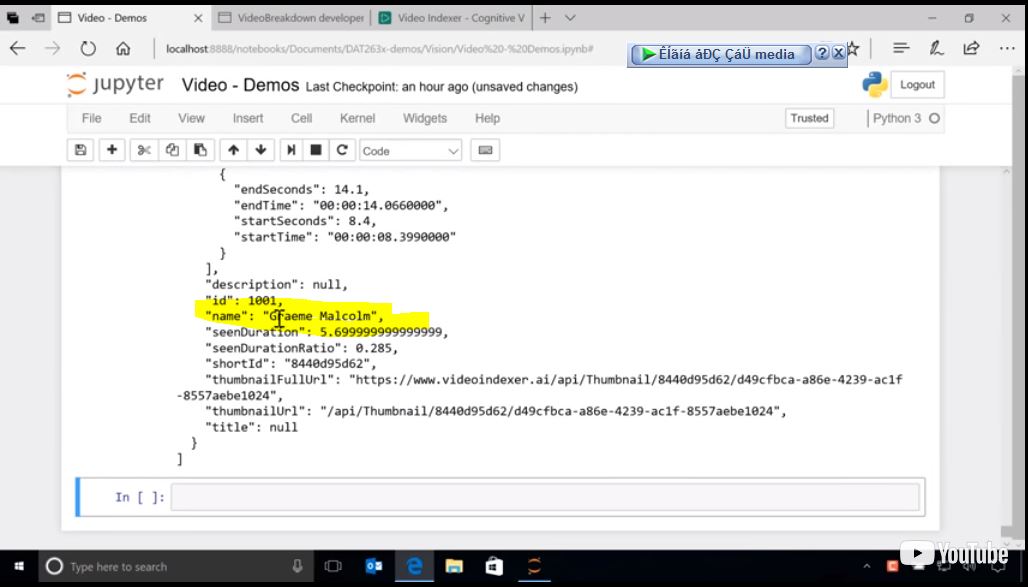 Video - Demos
VideoBreakdown developer
Video Indexer - Cognitive V
localhost:8888/notebooks/Documents/DAT263x-demos/Vision/Video%20-%20Demos.ipynb#
Êíãíá åÐÇ ÇáÜ media
jupyter
Video - Demos Last Checkpoint: an hour ago (unsaved changes)
Logout
File Edit View Insert Cell Kernel Widgets Help
Trusted
Python 3
Code
{
"endSeconds": 14.1,
"endTime": "00:00:14.0660000",
"startSeconds": 8.4,
"startTime": "00:00:08.3990000"
}
],
"description": null,
"id": 1001,
"name": "Graeme Malcolm",
"seenDuration": 5.699999999999999,
"seenDurationRatio": 0.285,
"shortId": "8440d95d62",
"thumbnailFullUrl": "https://www.videoindexer.ai/api/Thumbnail/8440d95d62/d49cfbca-a86e-4239-ac1f
-8557aebe1024",
"thumbnailUrl": "/api/Thumbnail/8440d95d62/d49cfbca-a86e-4239-ac1f-8557aebe1024",
"title": null
}
]
In [ ]:
Type here to search
YouTube